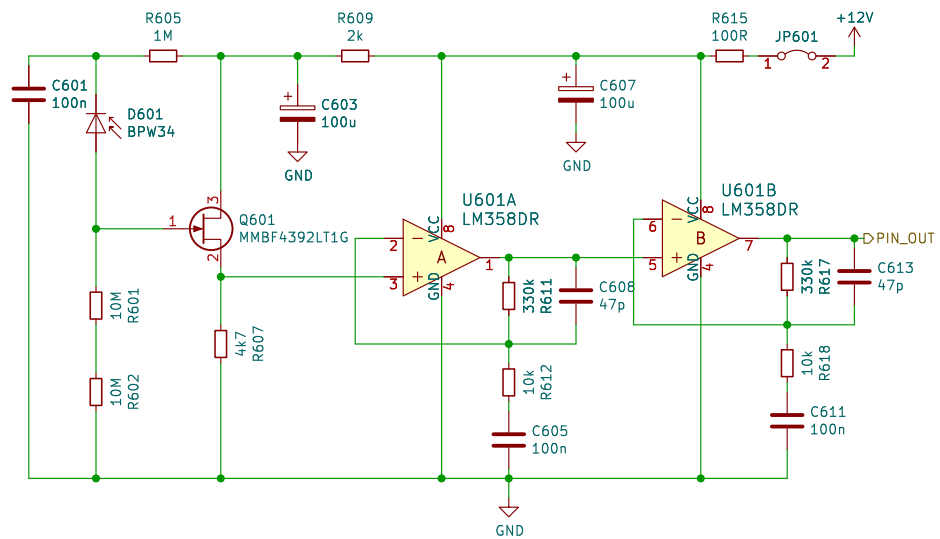 R605
1M
R609
2k
R615
100R
JP601
1
2
+12V
C601
100n
D601
BPW34
C603
100u
GND
C607
100u
GND
3
1
2
Q601
MMBF4392LT1G
U601A
LM358DR
VCC
8
2
3
A
1
GND
4
U601B
LM358DR
VCC
8
6
5
B
7
GND
4
PIN_OUT
10M
R601
10M
R602
4k7
R607
330k
R611
C608
47p
330k
R617
C613
47p
10k
R612
C605
100n
10k
R618
C611
100n
GND